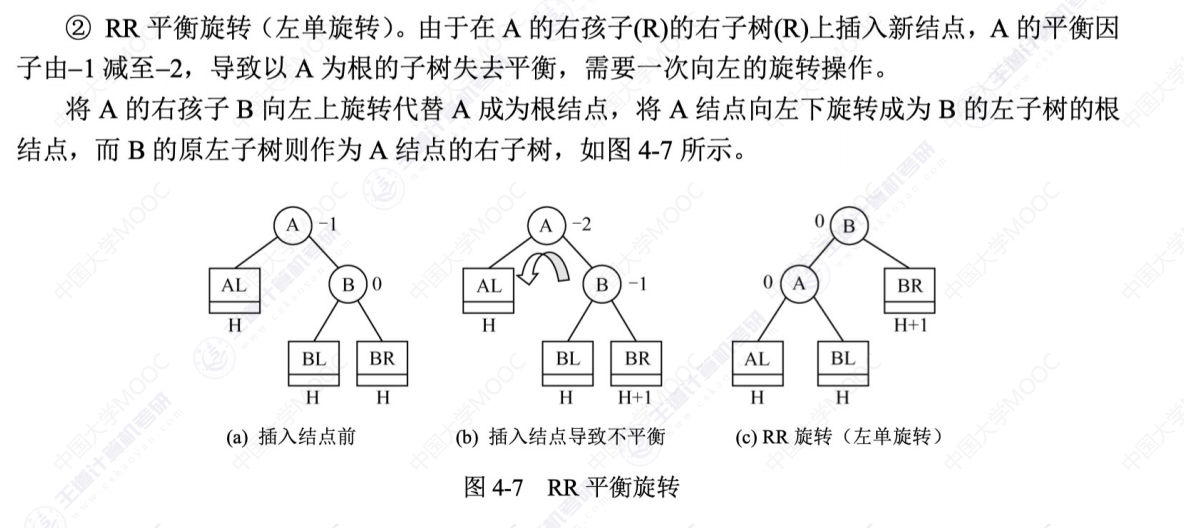 ② RR 平衡旋转（左单旋转）。由于在 A 的右孩子(R)的右子树(R)上插入新结点，A 的平衡因
子由–1 减至–2，导致以 A 为根的子树失去平衡，需要一次向左的旋转操作。
将 A 的右孩子 B 向左上旋转代替 A 成为根结点，将 A 结点向左下旋转成为 B 的左子树的根
结点，而 B 的原左子树则作为 A 结点的右子树，如图 4-7 所示。
A −1
AL B 0
H
BL BR
H H
(a) 插入结点前
A −2
AL B −1
H
BL BR
H H+1
(b) 插入结点导致不平衡
0 B
0 A BR
H+1
AL BL
H H
(c) RR 旋转（左单旋转）
图 4-7 RR 平衡旋转
中国大学MOOC
王道计算机考研